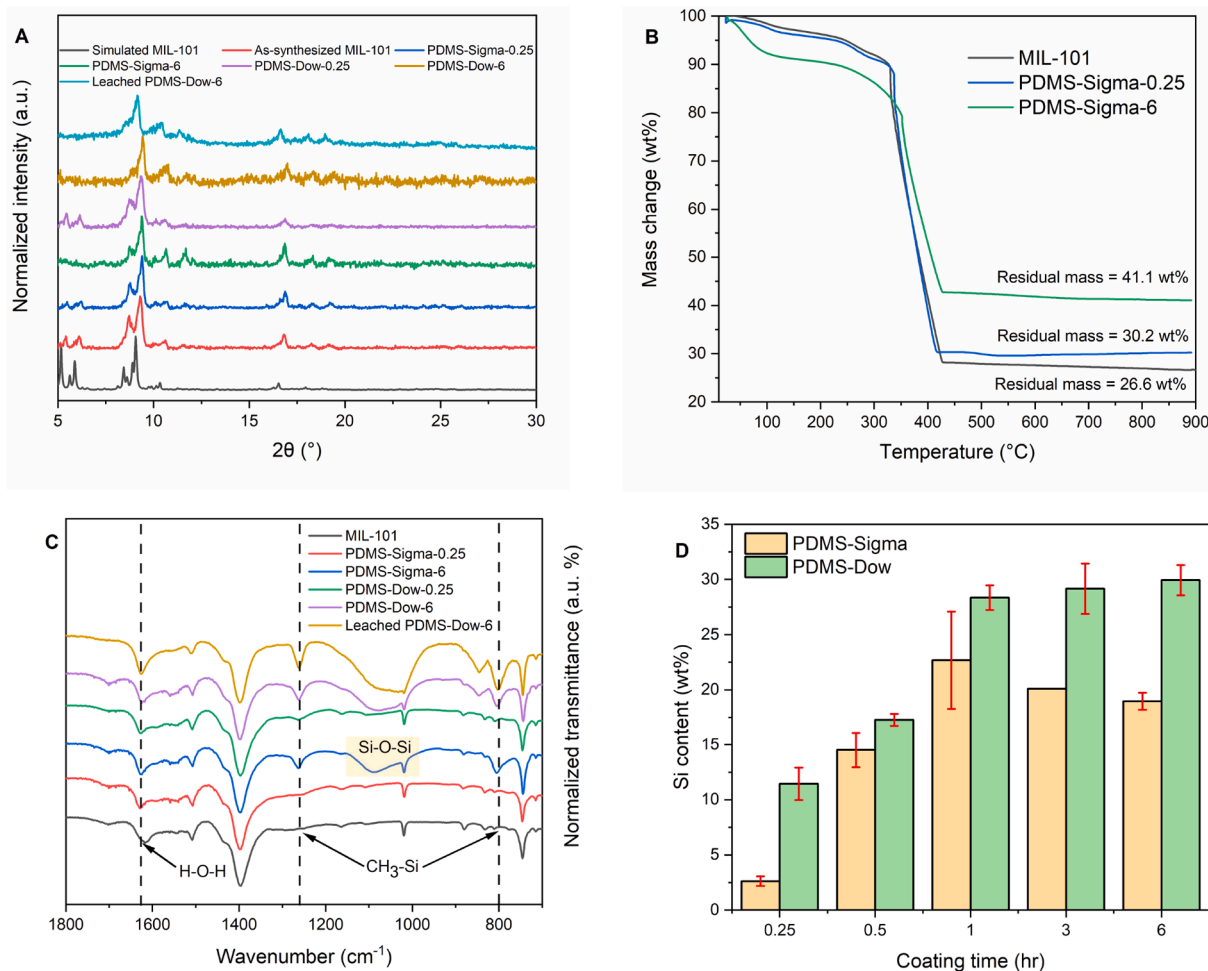 A
Simulated MIL-101
As-synthesized MIL-101
PDMS-Sigma-0.25
PDMS-Sigma-6
PDMS-Dow-0.25
PDMS-Dow-6
Leached PDMS-Dow-6
Normalized intensity (a.u.)
5 10 15 20 25 30
2θ (°)
B
MIL-101
PDMS-Sigma-0.25
PDMS-Sigma-6
Mass change (wt%)
100
90
80
70
60
50
40
30
20
Residual mass = 41.1 wt%
Residual mass = 30.2 wt%
Residual mass = 26.6 wt%
100 200 300 400 500 600 700 800 900
Temperature (°C)
C
MIL-101
PDMS-Sigma-0.25
PDMS-Sigma-6
PDMS-Dow-0.25
PDMS-Dow-6
Leached PDMS-Dow-6
Si-O-Si
H-O-H
CH₃-Si
Normalized transmittance (a.u. %)
1800 1600 1400 1200 1000 800
Wavenumber (cm⁻¹)
D
PDMS-Sigma
PDMS-Dow
Si content (wt%)
35
30
25
20
15
10
5
0
0.25 0.5 1 3 6
Coating time (hr)